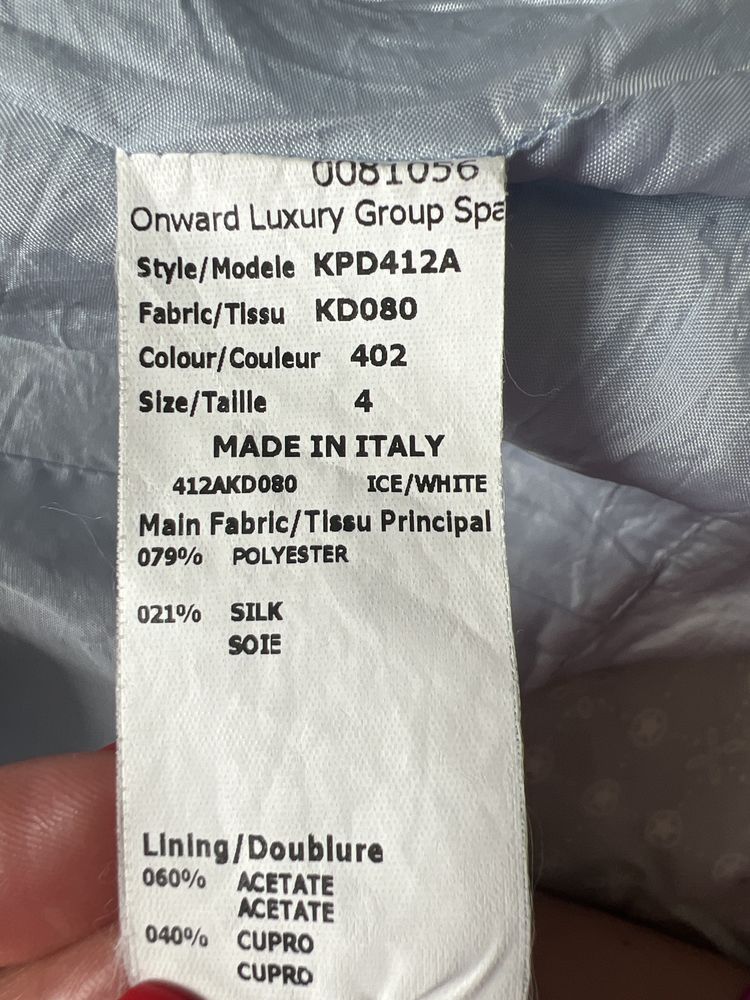 0081056
Onward Luxury Group Spa
Style/Modele KPD412A
Fabric/Tissu KD080
Colour/Couleur 402
Size/Taille 4
MADE IN ITALY
412AKD080 ICE/WHITE
Main Fabric/Tissu Principal
079% POLYESTER
021% SILK
SOIE
Lining/Doublure
060% ACETATE
ACETATE
040% CUPRO
CUPRO